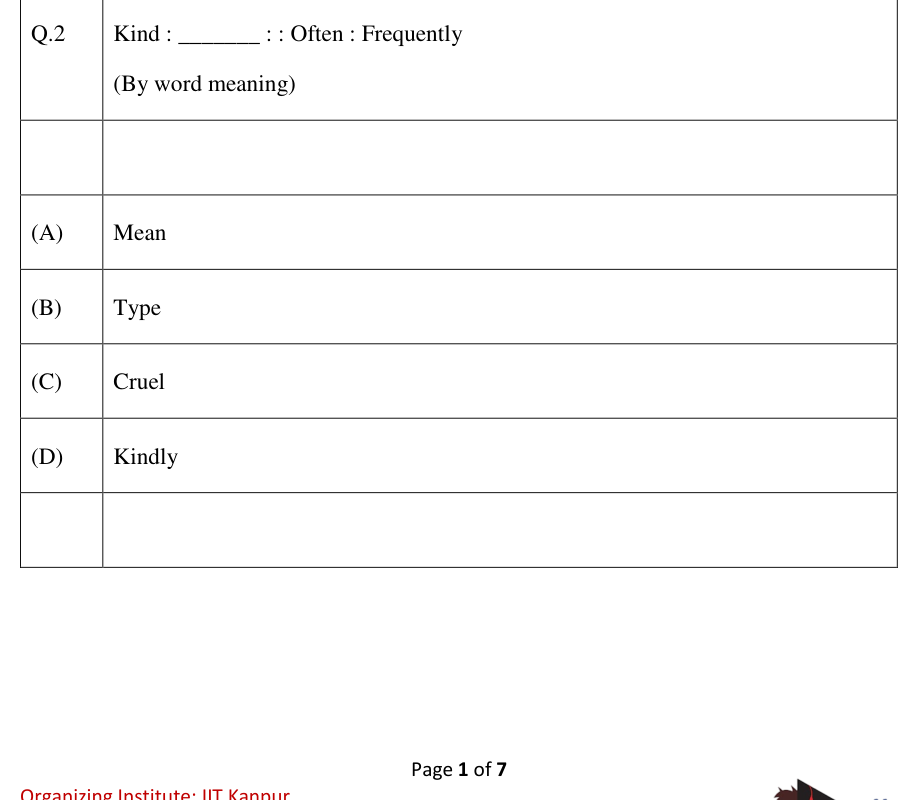 Q.2 Kind : _______ : : Often : Frequently
(By word meaning)
(A) Mean
(B) Type
(C) Cruel
(D) Kindly
Page 1 of 7
Organizing Institute: IIT Kanpur